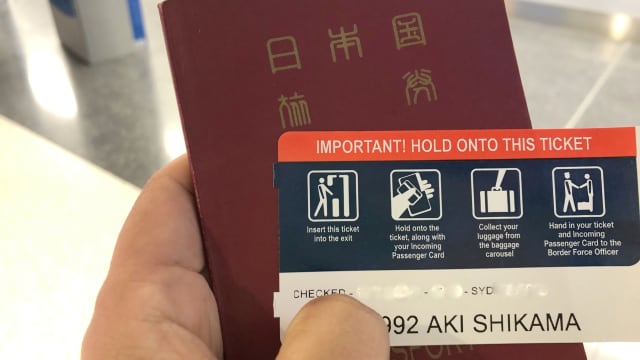 日本国
旅券
IMPORTANT! HOLD ONTO THIS TICKET
Insert this ticket
into the exit
Hold onto the
ticket, along with
your Incoming
Passenger Card
Collect your
luggage from
the baggage
carousel
Hand in your ticket
and Incoming
Passenger Card to the
Border Force Officer
CHECKED - - - SYD
992 AKI SHIKAMA
SPORT